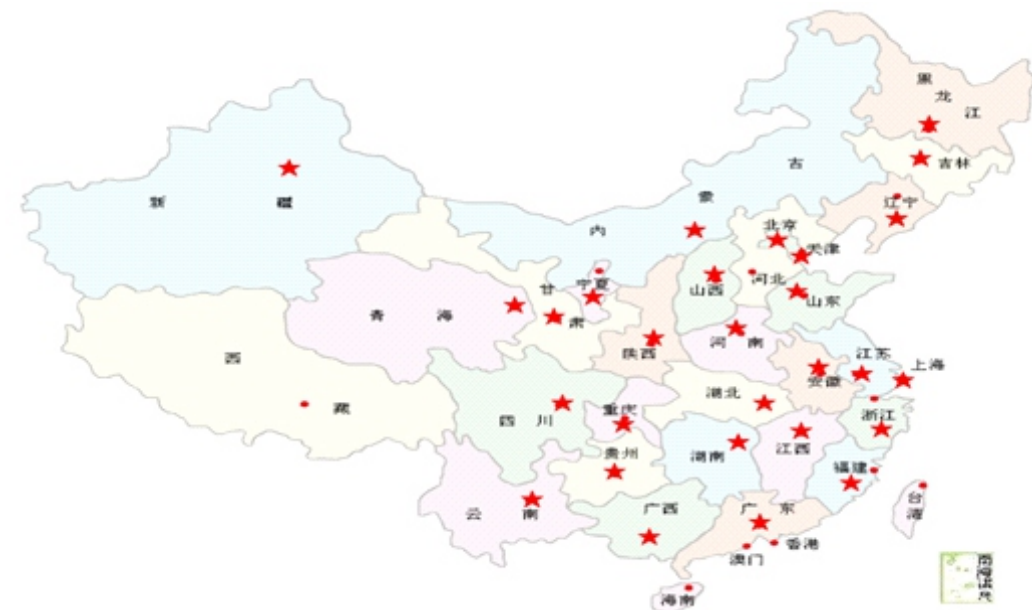 黑龙江
吉林
辽宁
新疆
内蒙古
北京
天津
河北
山西
山东
宁夏
甘肃
青海
陕西
河南
江苏
安徽
上海
西藏
四川
重庆
湖北
浙江
湖南
江西
贵州
福建
云南
广西
广东
台湾
香港
澳门
海南